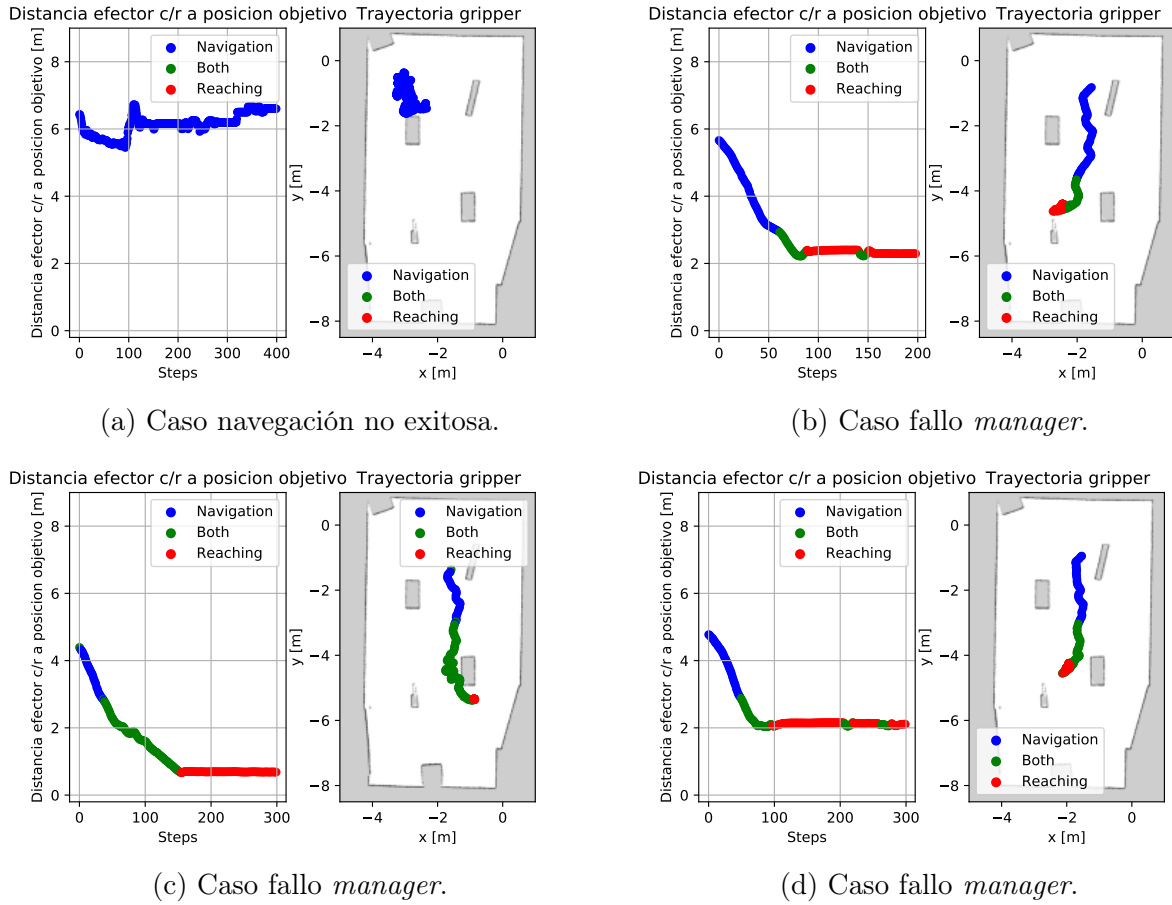 Distancia efector c/r a posicion objetivo
Distancia efector c/r a posicion objetivo [m]
8
6
4
2
0
Navigation
Both
Reaching
0
100
200
300
400
Steps
Trayectoria gripper
y [m]
0
−2
−4
−6
−8
Navigation
Both
Reaching
−4
−2
0
x [m]
(a) Caso navegación no exitosa.
Distancia efector c/r a posicion objetivo
Distancia efector c/r a posicion objetivo [m]
8
6
4
2
0
Navigation
Both
Reaching
0
50
100
150
200
Steps
Trayectoria gripper
y [m]
0
−2
−4
−6
−8
Navigation
Both
Reaching
−4
−2
0
x [m]
(b) Caso fallo manager.
Distancia efector c/r a posicion objetivo
Distancia efector c/r a posicion objetivo [m]
8
6
4
2
0
Navigation
Both
Reaching
0
100
200
300
Steps
Trayectoria gripper
y [m]
0
−2
−4
−6
−8
Navigation
Both
Reaching
−4
−2
0
x [m]
(c) Caso fallo manager.
Distancia efector c/r a posicion objetivo
Distancia efector c/r a posicion objetivo [m]
8
6
4
2
0
Navigation
Both
Reaching
0
100
200
300
Steps
Trayectoria gripper
y [m]
0
−2
−4
−6
−8
Navigation
Both
Reaching
−4
−2
0
x [m]
(d) Caso fallo manager.